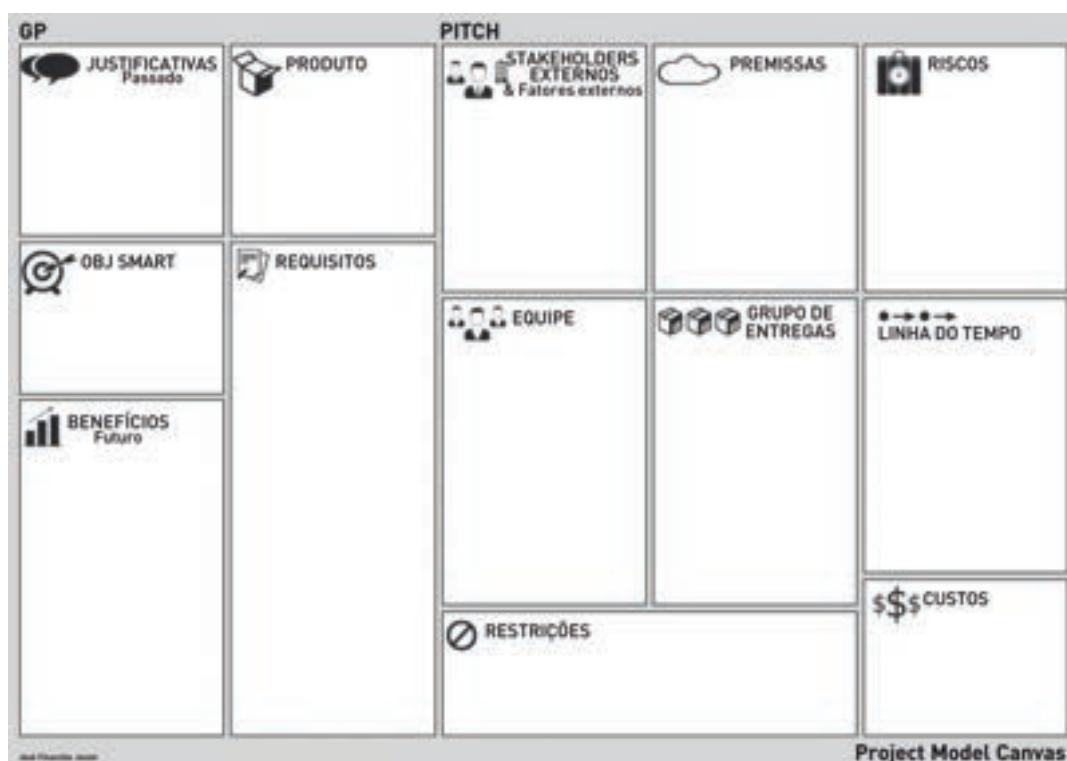 GP
PITCH
JUSTIFICATIVAS
Passado
PRODUTO
STAKEHOLDERS
EXTERNOS
& Fatores externos
PREMISSAS
RISCOS
OBJ SMART
REQUISITOS
EQUIPE
GRUPO DE
ENTREGAS
LINHA DO TEMPO
BENEFÍCIOS
Futuro
$$$ CUSTOS
RESTRIÇÕES
Project Model Canvas